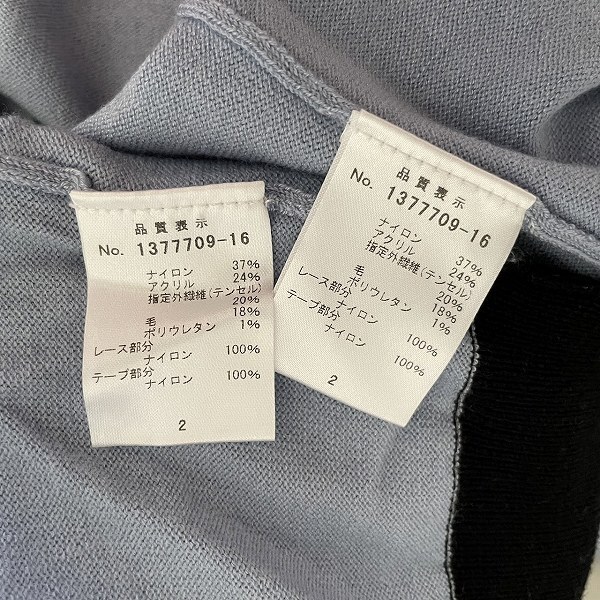 品質表示
No. 1377709-16
ナイロン 37%
アクリル 24%
指定外繊維(テンセル)
20%
毛 18%
ポリウレタン 1%
レース部分
ナイロン 100%
テープ部分
ナイロン 100%
2
品質表示
No. 1377709-16
ナイロン 37%
アクリル 24%
指定外繊維(テンセル)
20%
毛 18%
ポリウレタン 1%
レース部分
ナイロン 100%
テープ部分
ナイロン 100%
2